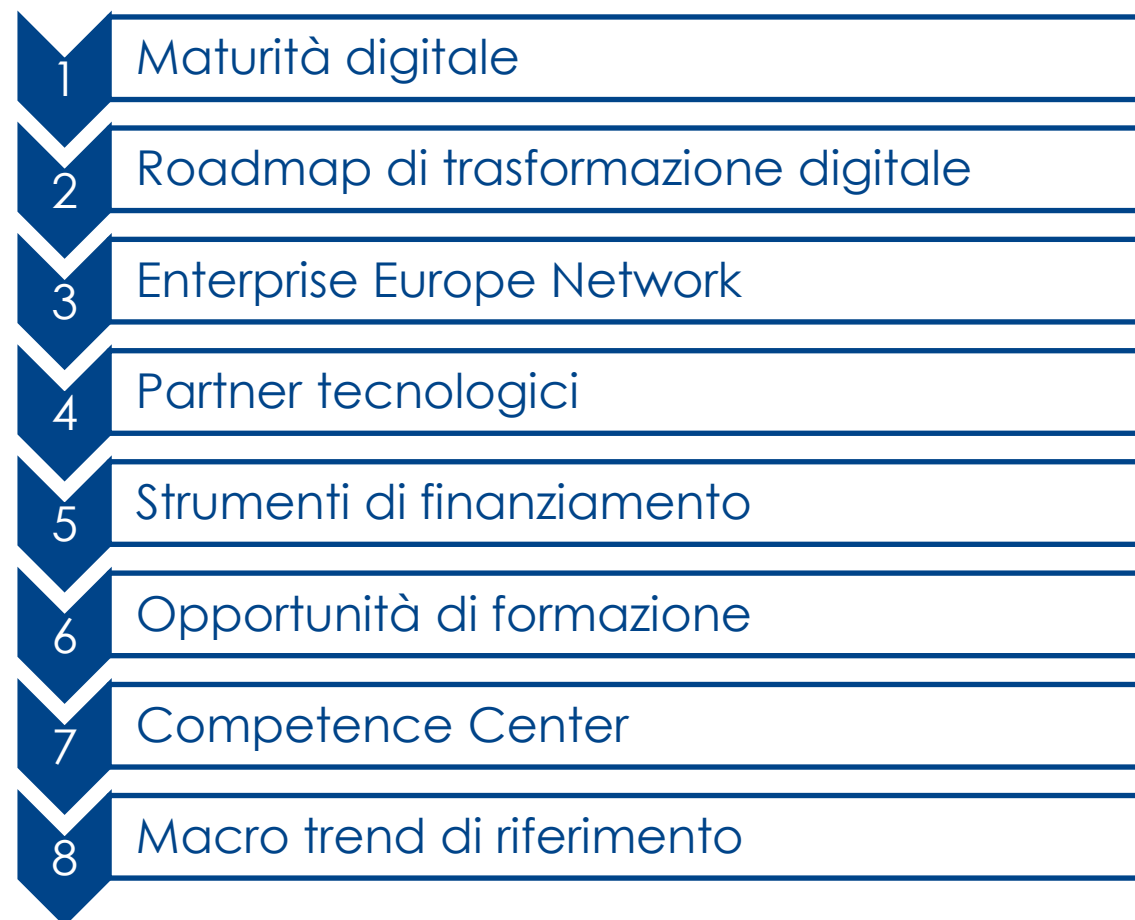 1 Maturità digitale
2 Roadmap di trasformazione digitale
3 Enterprise Europe Network
4 Partner tecnologici
5 Strumenti di finanziamento
6 Opportunità di formazione
7 Competence Center
8 Macro trend di riferimento